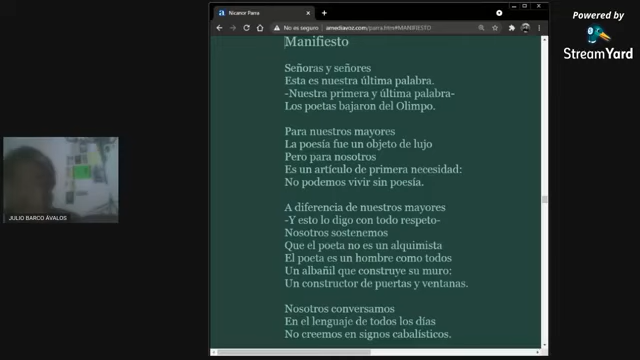 Nicanor Parra
No es seguro
amediavoz.com/parra.htm#MANIFIESTO
Powered by
StreamYard
Manifiesto
Señoras y señores
Esta es nuestra última palabra.
-Nuestra primera y última palabra-
Los poetas bajaron del Olimpo.
Para nuestros mayores
La poesía fue un objeto de lujo
Pero para nosotros
Es un artículo de primera necesidad:
No podemos vivir sin poesía.
A diferencia de nuestros mayores
-Y esto lo digo con todo respeto-
Nosotros sostenemos
Que el poeta no es un alquimista
El poeta es un hombre como todos
Un albañil que construye su muro:
Un constructor de puertas y ventanas.
Nosotros conversamos
En el lenguaje de todos los días
No creemos en signos cabalísticos.
JULIO BARCO ÁVALOS